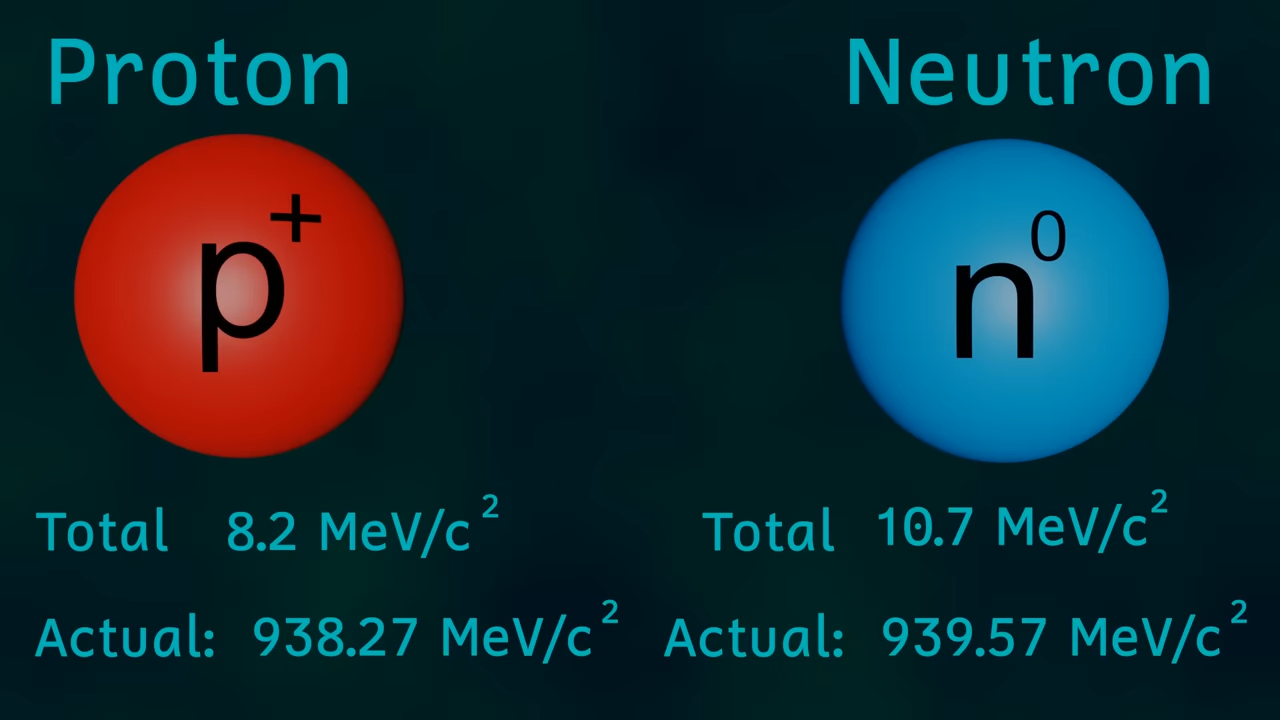 Proton Neutron
p⁺ n⁰
Total 8.2 MeV/c² Total 10.7 MeV/c²
Actual: 938.27 MeV/c² Actual: 939.57 MeV/c²